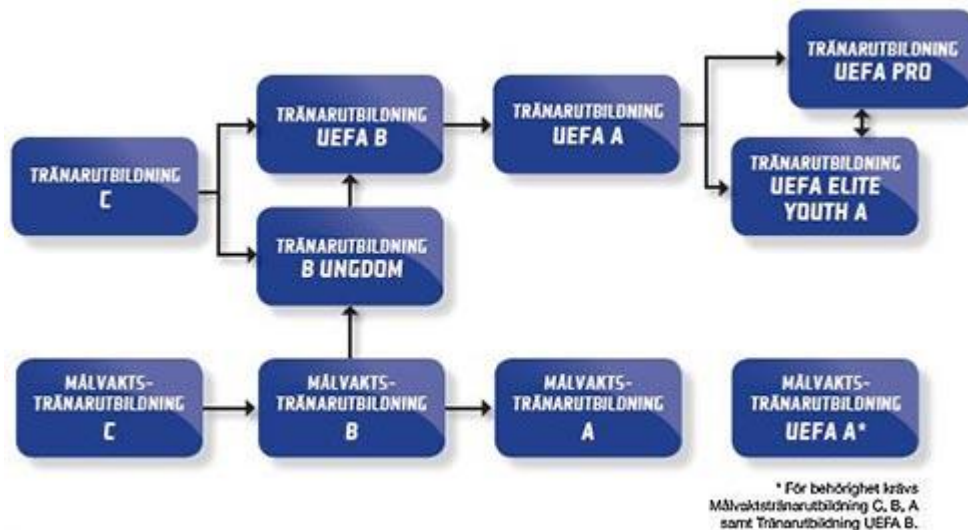 TRÄNARUTBILDNING
UEFA PRO
TRÄNARUTBILDNING
UEFA B
TRÄNARUTBILDNING
UEFA A
TRÄNARUTBILDNING
C
TRÄNARUTBILDNING
UEFA ELITE
YOUTH A
TRÄNARUTBILDNING
B UNGDOM
MÅLVAKTS-
TRÄNARUTBILDNING
C
MÅLVAKTS-
TRÄNARUTBILDNING
B
MÅLVAKTS-
TRÄNARUTBILDNING
A
MÅLVAKTS-
TRÄNARUTBILDNING
UEFA A*
* För behörighet krävs
Målvaktstränarutbildning C, B, A
samt Tränarutbildning UEFA B.